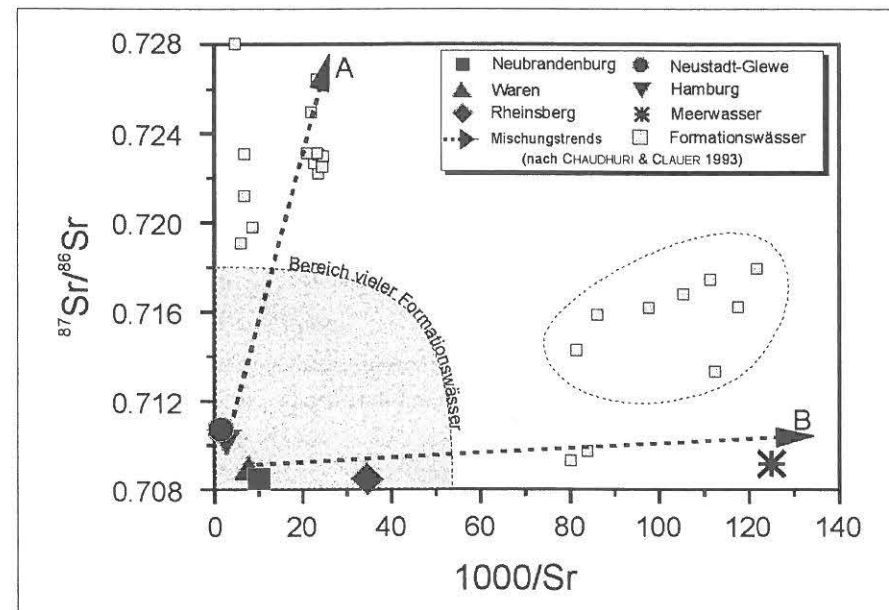 0.728
0.724
0.720
0.716
0.712
0.708
87Sr/86Sr
A
Neubrandenburg
Neustadt-Glewe
Waren
Hamburg
Rheinsberg
Meerwasser
Mischungstrends
Formationswässer
(nach CHAUDHURI & CLAUER 1993)
Bereich vieler Formationswässer
B
0
20
40
60
80
100
120
140
1000/Sr